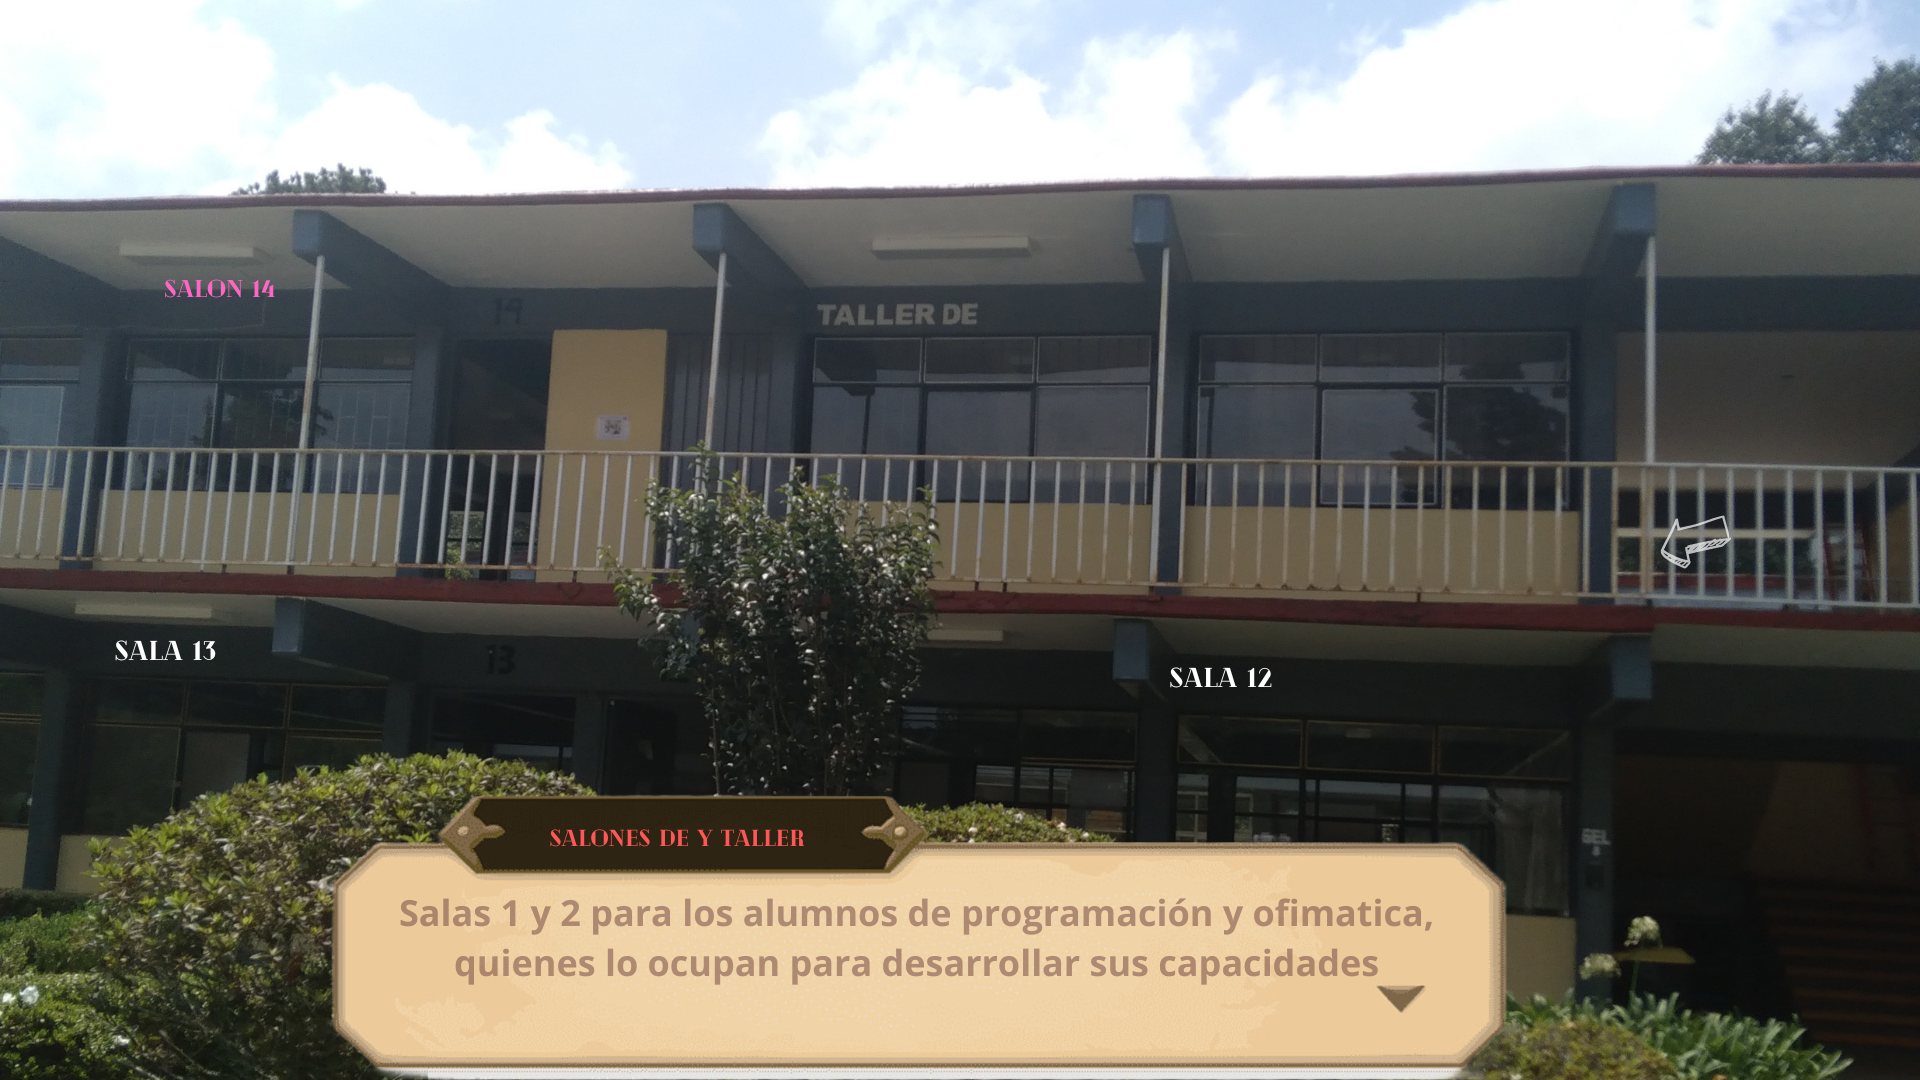 SALON 14
14
TALLER DE
SALA 13
13
SALA 12
SEL
SALONES DE Y TALLER
Salas 1 y 2 para los alumnos de programación y ofimatica,
quienes lo ocupan para desarrollar sus capacidades